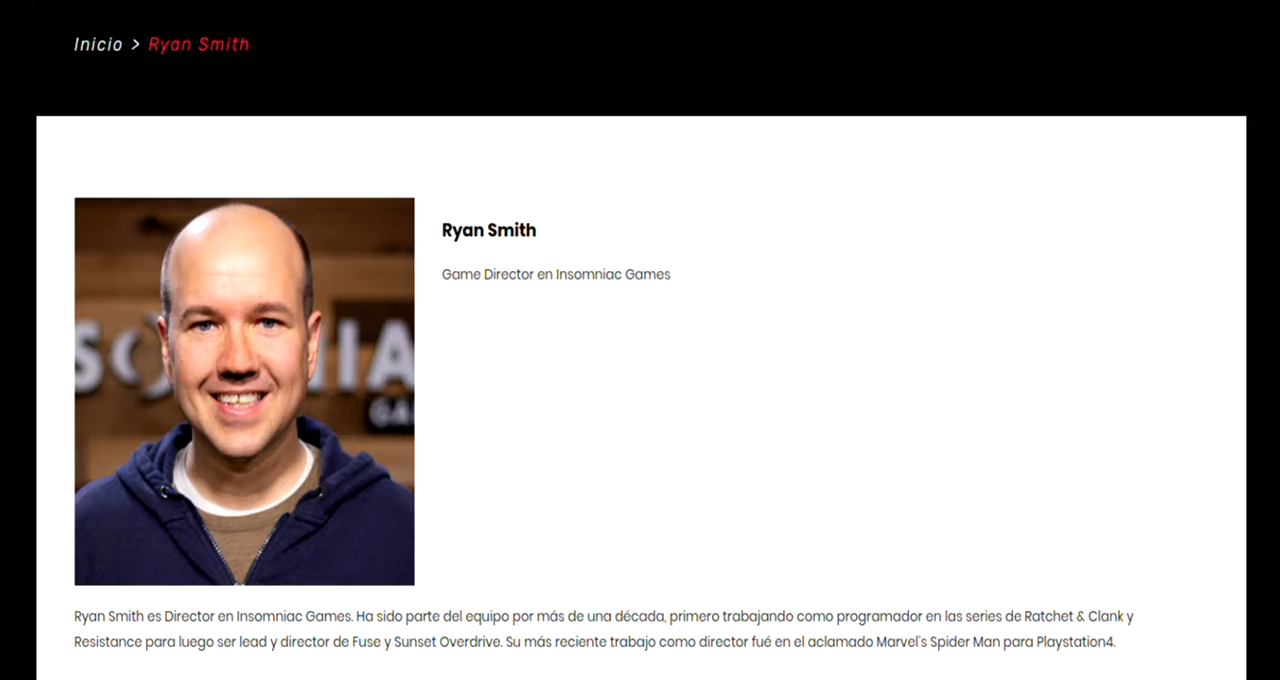 Inicio > Ryan Smith
Ryan Smith
Game Director en Insomniac Games
Ryan Smith es Director en Insomniac Games. Ha sido parte del equipo por más de una década, primero trabajando como programador en las series de Ratchet & Clank y
Resistance para luego ser lead y director de Fuse y Sunset Overdrive. Su más reciente trabajo como director fué en el aclamado Marvel's Spider Man para Playstation4.